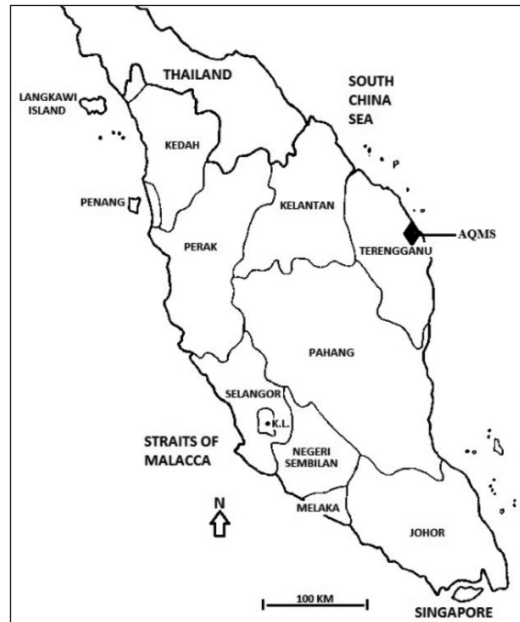 THAILAND
SOUTH
CHINA
SEA
LANGKAWI
ISLAND
KEDAH
PENANG
KELANTAN
PERAK
TERENGGANU
AQMS
PAHANG
SELANGOR
K.L.
STRAITS OF
MALACCA
NEGERI
SEMBILAN
N
MELAKA
JOHOR
100 KM
SINGAPORE